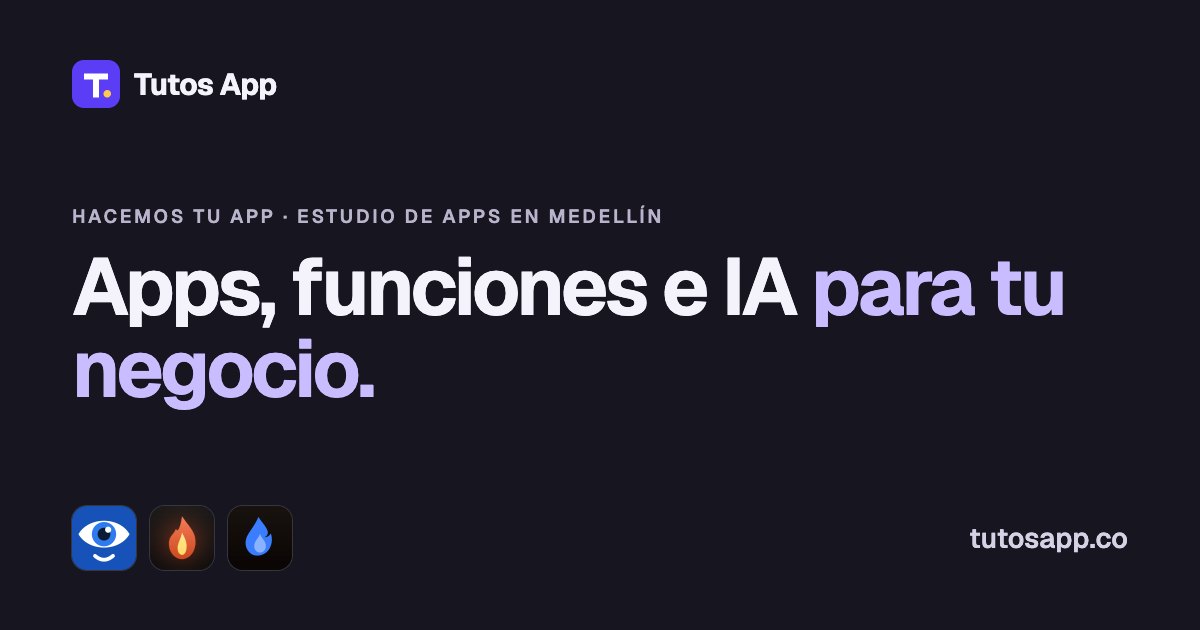 T.
Tutos App
HACEMOS TU APP · ESTUDIO DE APPS EN MEDELLÍN
Apps, funciones e IA para tu
negocio.
tutosapp.co